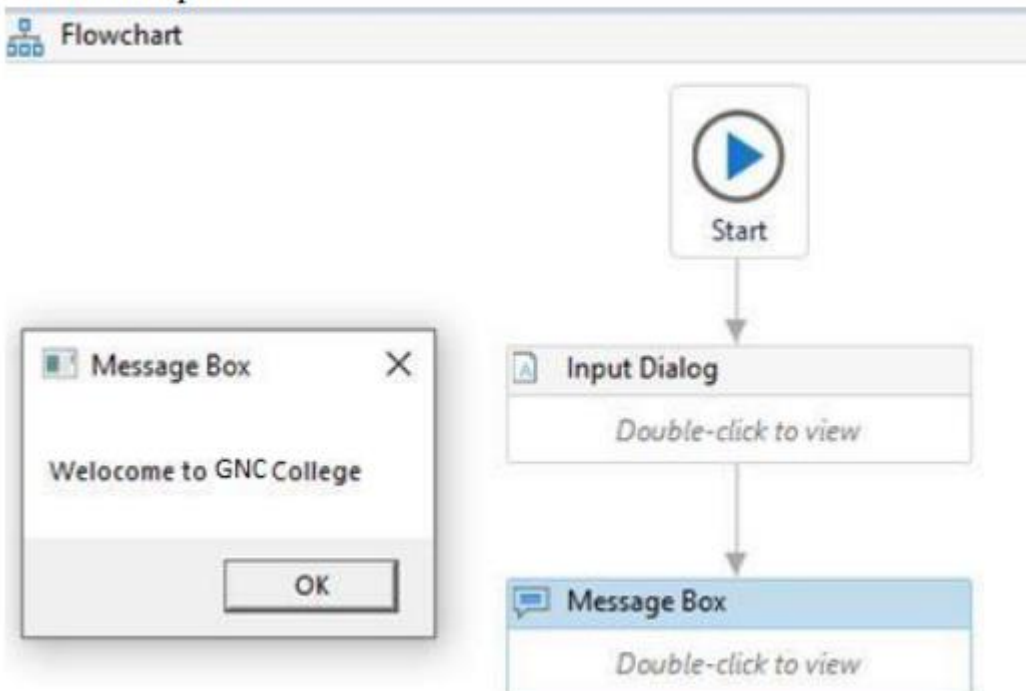 Flowchart
Start
Input Dialog
Double-click to view
Message Box
Welocome to GNC College
OK
Message Box
Double-click to view